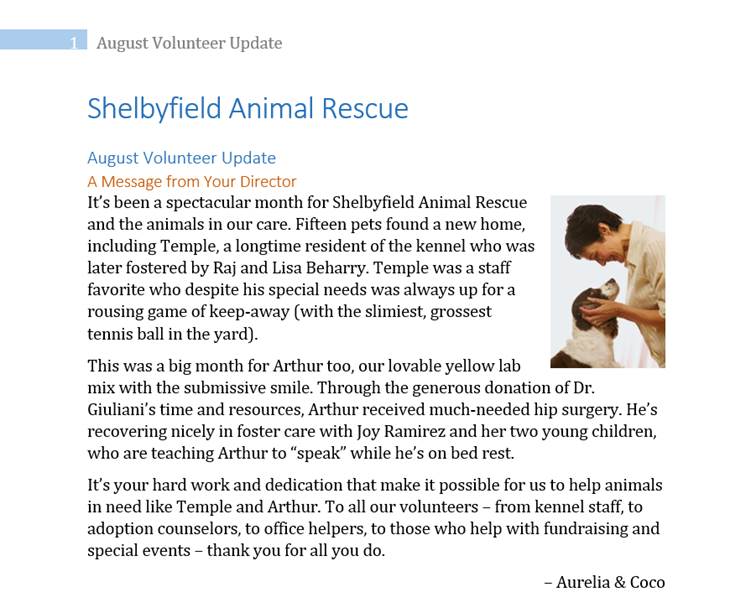 1 August Volunteer Update
Shelbyfield Animal Rescue
August Volunteer Update
A Message from Your Director
It’s been a spectacular month for Shelbyfield Animal Rescue
and the animals in our care. Fifteen pets found a new home,
including Temple, a longtime resident of the kennel who was
later fostered by Raj and Lisa Beharry. Temple was a staff
favorite who despite his special needs was always up for a
rousing game of keep-away (with the slimiest, grossest
tennis ball in the yard).
This was a big month for Arthur too, our lovable yellow lab
mix with the submissive smile. Through the generous donation of Dr.
Giuliani’s time and resources, Arthur received much-needed hip surgery. He’s
recovering nicely in foster care with Joy Ramirez and her two young children,
who are teaching Arthur to “speak” while he’s on bed rest.
It’s your hard work and dedication that make it possible for us to help animals
in need like Temple and Arthur. To all our volunteers – from kennel staff, to
adoption counselors, to office helpers, to those who help with fundraising and
special events – thank you for all you do.
– Aurelia & Coco